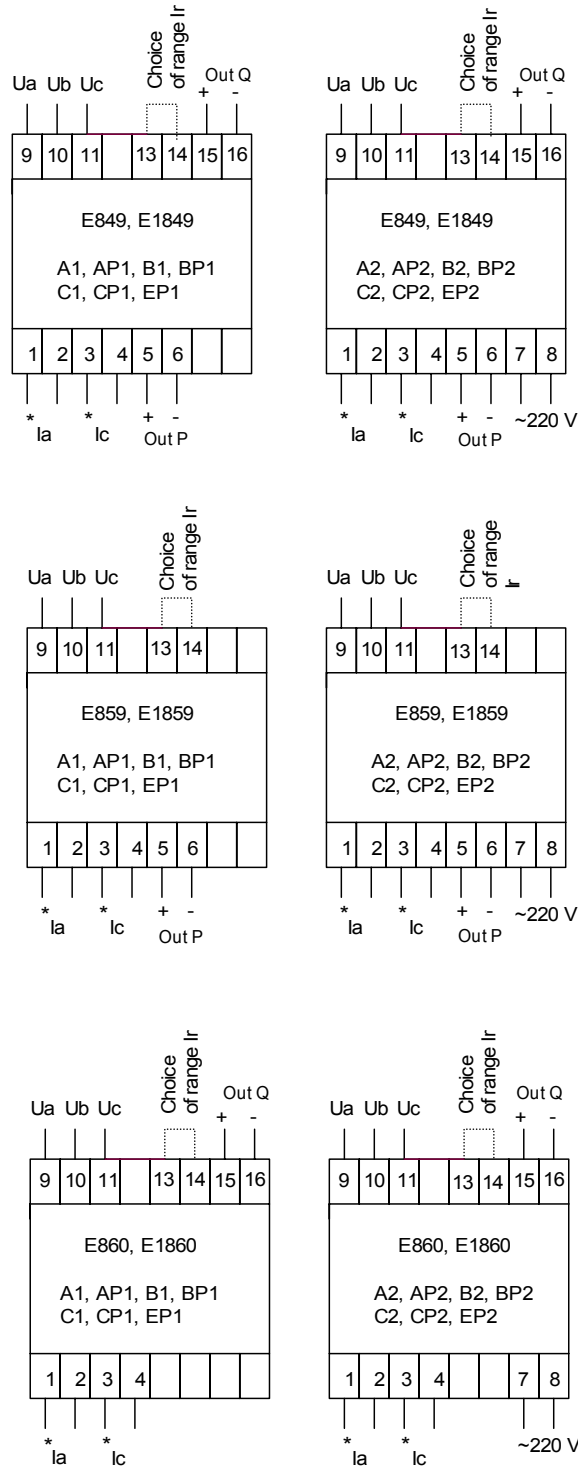 Choice of range Ir
Out Q
Ua Ub Uc + -
9 10 11 13 14 15 16
E849, E1849
A1, AP1, B1, BP1
C1, CP1, EP1
1 2 3 4 5 6
* Ia * Ic + -
Out P
Choice of range Ir
Out Q
Ua Ub Uc + -
9 10 11 13 14 15 16
E849, E1849
A2, AP2, B2, BP2
C2, CP2, EP2
1 2 3 4 5 6 7 8
* Ia * Ic + - ~220 V
Out P
Choice of range Ir
Ua Ub Uc
9 10 11 13 14
E859, E1859
A1, AP1, B1, BP1
C1, CP1, EP1
1 2 3 4 5 6
* Ia * Ic + -
Out P
Choice of range Ir
Ua Ub Uc
9 10 11 13 14
E859, E1859
A2, AP2, B2, BP2
C2, CP2, EP2
1 2 3 4 5 6 7 8
* Ia * Ic + - ~220 V
Out P
Choice of range Ir
Out Q
Ua Ub Uc + -
9 10 11 13 14 15 16
E860, E1860
A1, AP1, B1, BP1
C1, CP1, EP1
1 2 3 4
* Ia * Ic
Choice of range Ir
Out Q
Ua Ub Uc + -
9 10 11 13 14 15 16
E860, E1860
A2, AP2, B2, BP2
C2, CP2, EP2
1 2 3 4 7 8
* Ia * Ic ~220 V